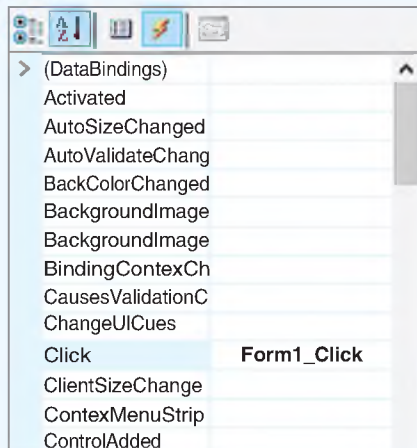 (DataBindings)
Activated
AutoSizeChanged
AutoValidateChang
BackColorChanged
BackgroundImage
BackgroundImage
BindingContexCh
CausesValidationC
ChangeUICues
Click Form1_Click
ClientSizeChange
ContexMenuStrip
ControlAdded